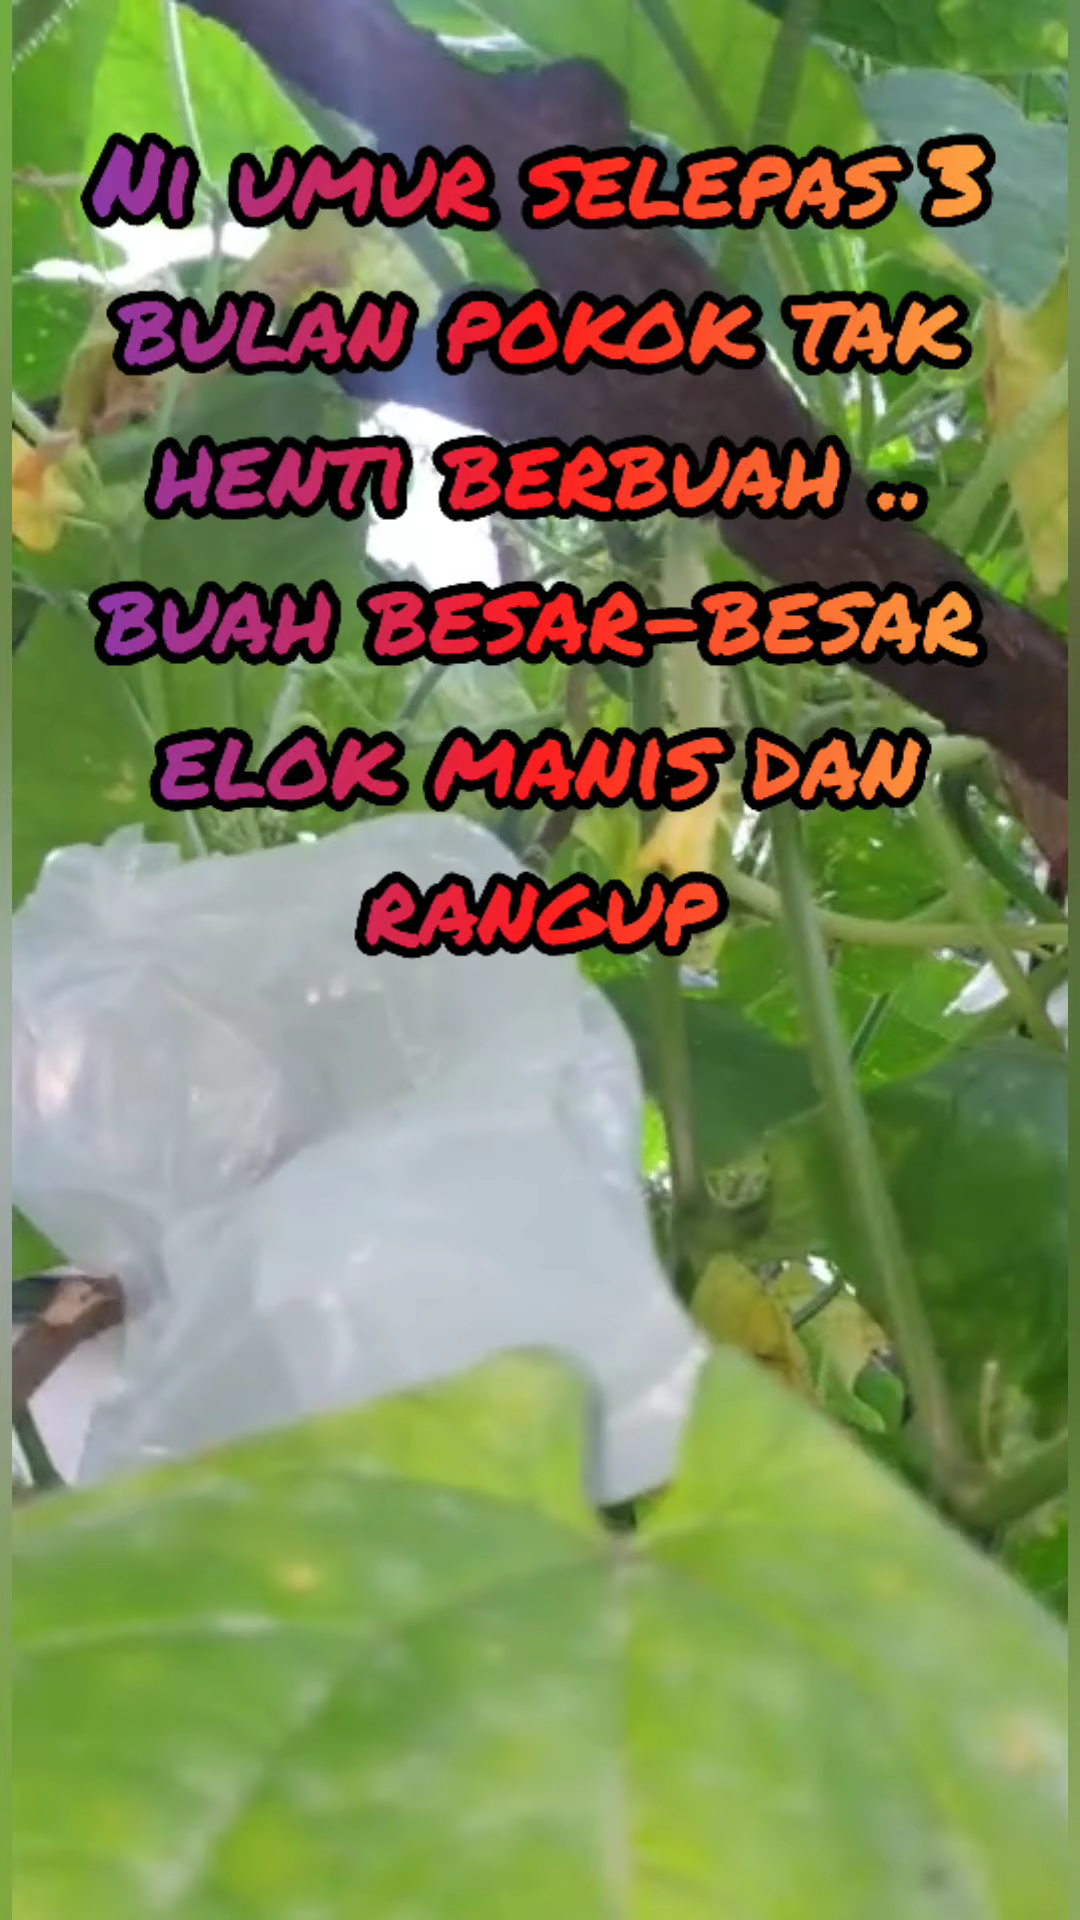 Ni umur selepas 3
bulan pokok tak
henti berbuah ..
buah besar-besar
elok manis dan
rangup